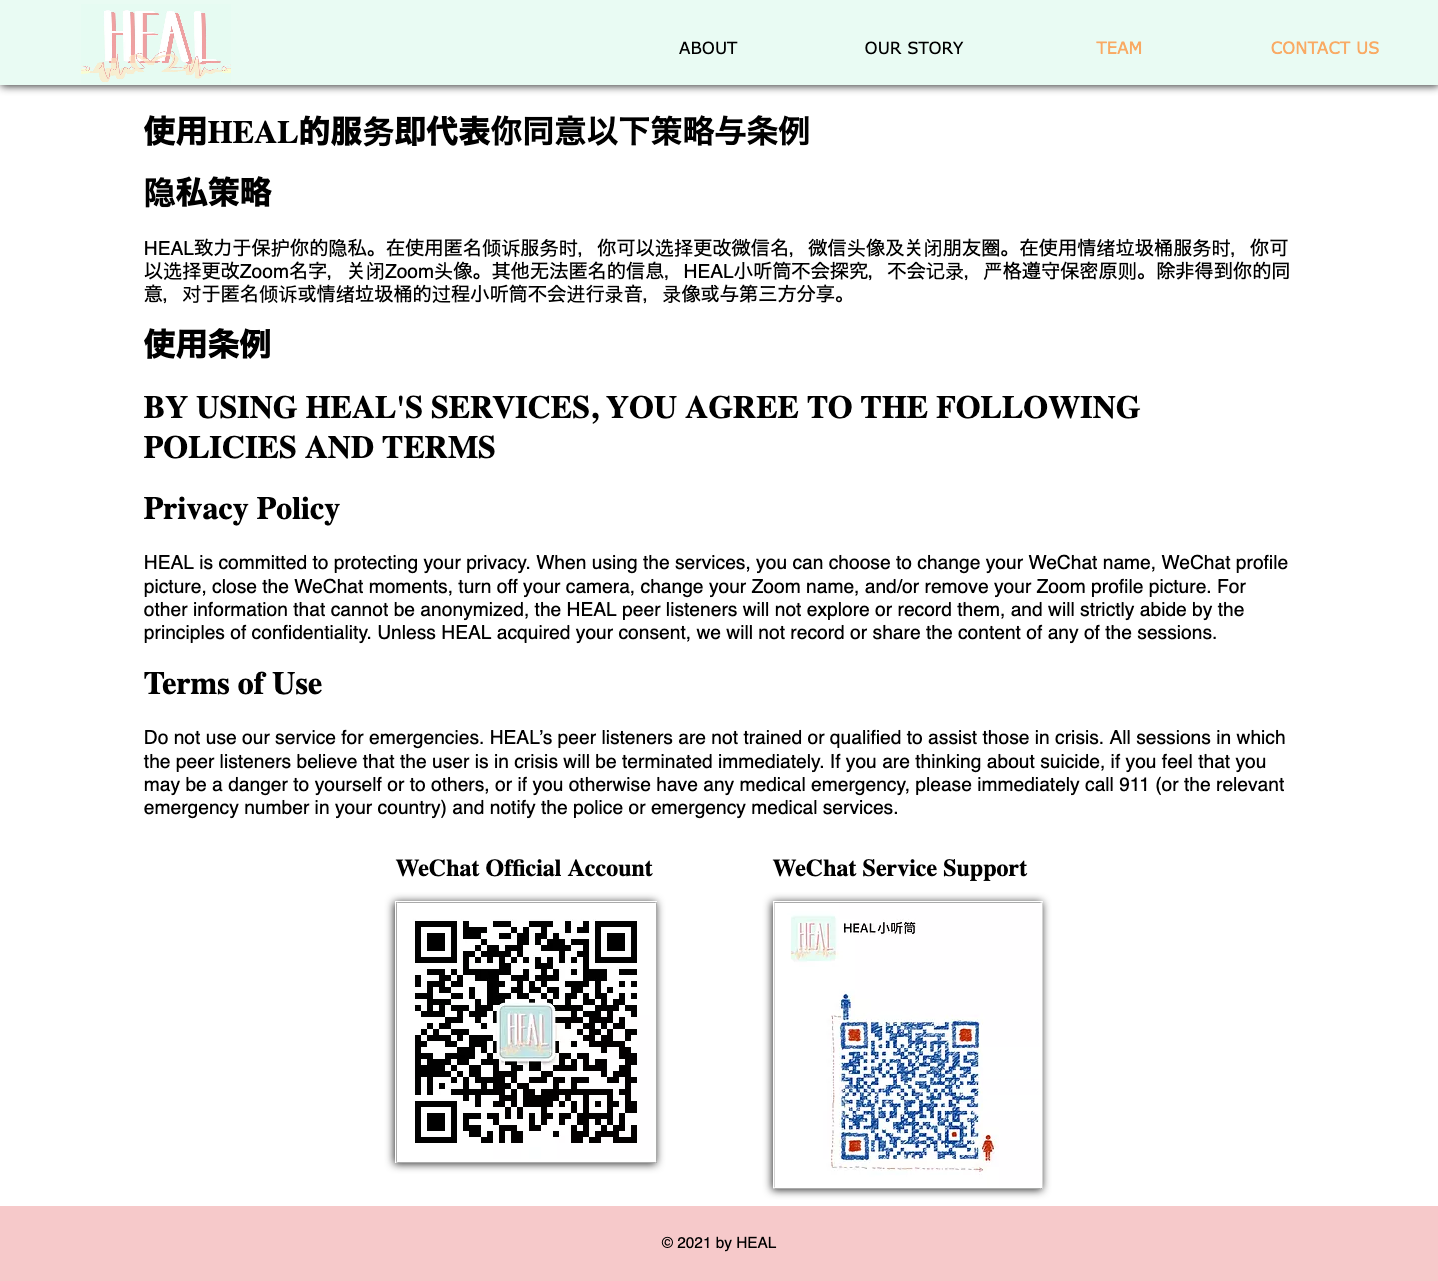 HEAL
ABOUT
OUR STORY
TEAM
CONTACT US
使用HEAL的服务即代表你同意以下策略与条例
隐私策略
HEAL致力于保护你的隐私。在使用匿名倾诉服务时，你可以选择更改微信名，微信头像及关闭朋友圈。在使用情绪垃圾桶服务时，你可
以选择更改Zoom名字，关闭Zoom头像。其他无法匿名的信息，HEAL小听筒不会探究，不会记录，严格遵守保密原则。除非得到你的同
意，对于匿名倾诉或情绪垃圾桶的过程小听筒不会进行录音，录像或与第三方分享。
使用条例
BY USING HEAL'S SERVICES, YOU AGREE TO THE FOLLOWING
POLICIES AND TERMS
Privacy Policy
HEAL is committed to protecting your privacy. When using the services, you can choose to change your WeChat name, WeChat profile
picture, close the WeChat moments, turn off your camera, change your Zoom name, and/or remove your Zoom profile picture. For
other information that cannot be anonymized, the HEAL peer listeners will not explore or record them, and will strictly abide by the
principles of confidentiality. Unless HEAL acquired your consent, we will not record or share the content of any of the sessions.
Terms of Use
Do not use our service for emergencies. HEAL’s peer listeners are not trained or qualified to assist those in crisis. All sessions in which
the peer listeners believe that the user is in crisis will be terminated immediately. If you are thinking about suicide, if you feel that you
may be a danger to yourself or to others, or if you otherwise have any medical emergency, please immediately call 911 (or the relevant
emergency number in your country) and notify the police or emergency medical services.
WeChat Official Account
WeChat Service Support
HEAL
HEAL
HEAL小听筒
© 2021 by HEAL